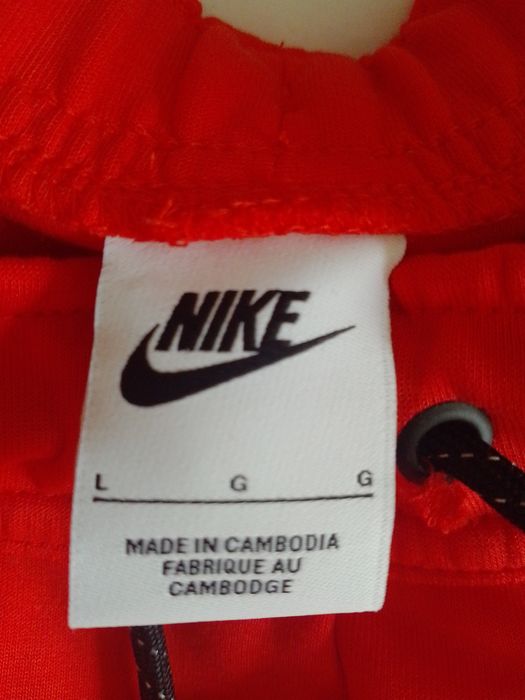 NIKE
L G G
MADE IN CAMBODIA
FABRIQUE AU
CAMBODGE